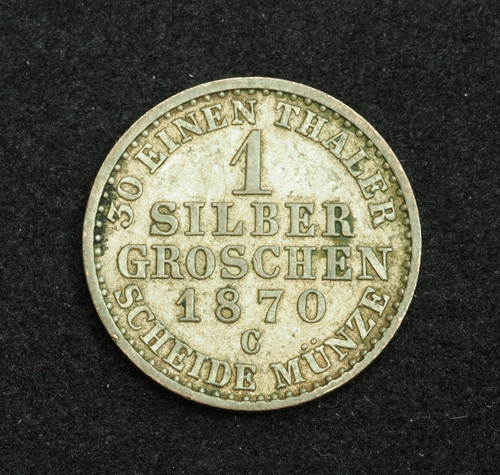 30 EINEN THALER
1
SILBER
GROSCHEN
1870
C
SCHEIDE MÜNZE